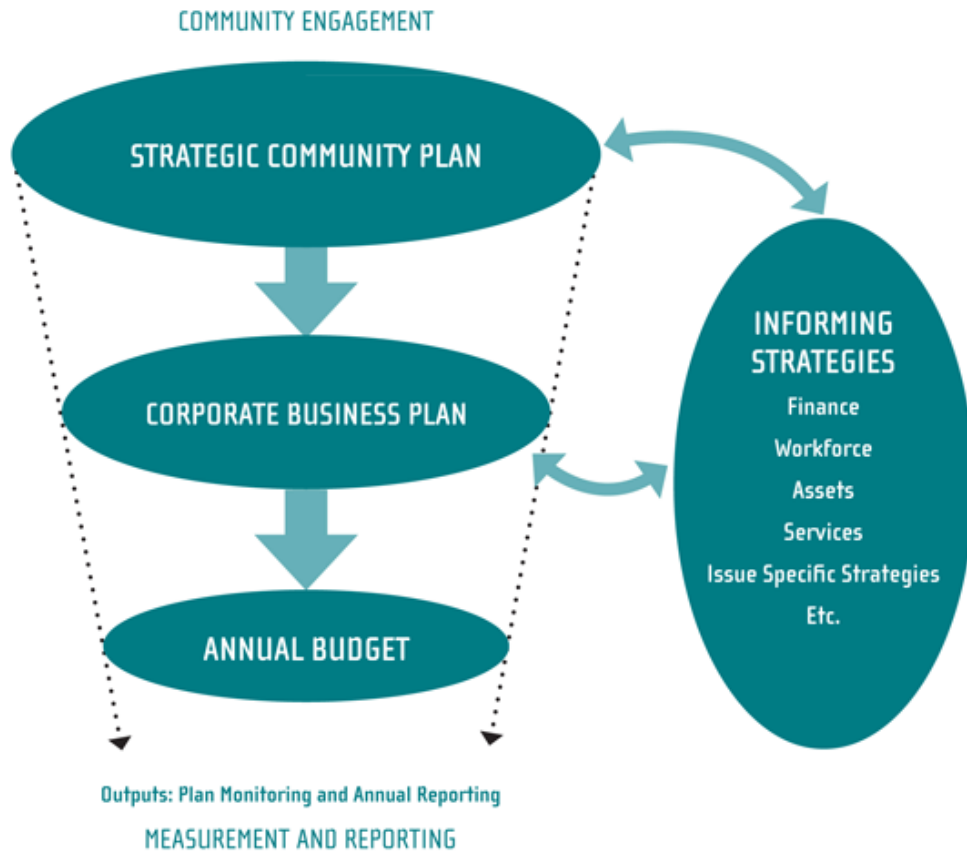 COMMUNITY ENGAGEMENT
STRATEGIC COMMUNITY PLAN
CORPORATE BUSINESS PLAN
ANNUAL BUDGET
INFORMING
STRATEGIES
Finance
Workforce
Assets
Services
Issue Specific Strategies
Etc.
Outputs: Plan Monitoring and Annual Reporting
MEASUREMENT AND REPORTING